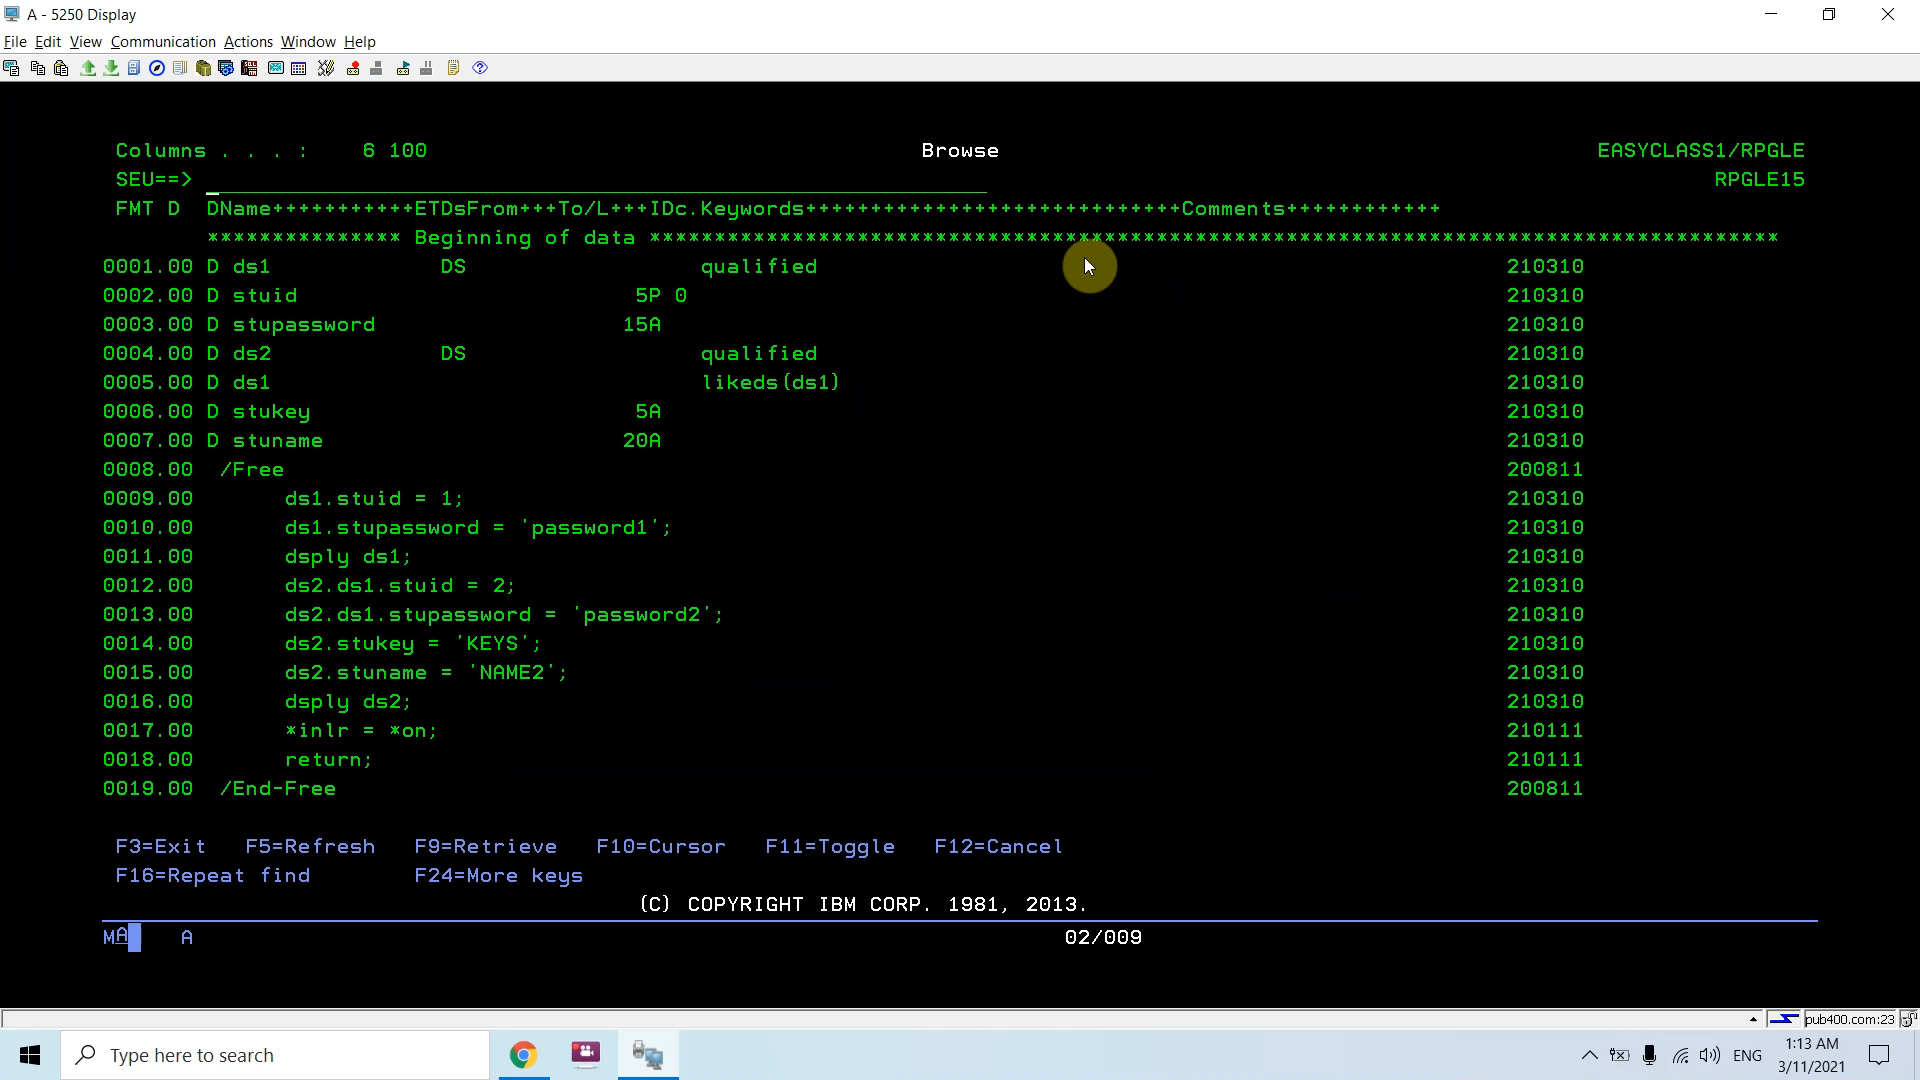 A - 5250 Display
File Edit View Communication Actions Window Help
Columns . . . :    6 100                                      Browse                                              EASYCLASS1/RPGLE
SEU==>                                                                                                                     RPGLE15
FMT D  DName+++++++++++ETDsFrom+++To/L+++IDc.Keywords+++++++++++++++++++++++++++++Comments++++++++++++
*************** Beginning of data ***************************************************************************************
0001.00 D ds1             DS                  qualified                                                     210310
0002.00 D stuid                          5P 0                                                               210310
0003.00 D stupassword                   15A                                                                 210310
0004.00 D ds2             DS                  qualified                                                     210310
0005.00 D ds1                                 likeds(ds1)                                                   210310
0006.00 D stukey                         5A                                                                 210310
0007.00 D stuname                       20A                                                                 210310
0008.00  /Free                                                                                              200811
0009.00       ds1.stuid = 1;                                                                                210310
0010.00       ds1.stupassword = 'password1';                                                                210310
0011.00       dsply ds1;                                                                                    210310
0012.00       ds2.ds1.stuid = 2;                                                                            210310
0013.00       ds2.ds1.stupassword = 'password2';                                                            210310
0014.00       ds2.stukey = 'KEYS';                                                                          210310
0015.00       ds2.stuname = 'NAME2';                                                                        210310
0016.00       dsply ds2;                                                                                    210310
0017.00       *inlr = *on;                                                                                  210111
0018.00       return;                                                                                       210111
0019.00  /End-Free                                                                                          200811
F3=Exit   F5=Refresh   F9=Retrieve   F10=Cursor   F11=Toggle   F12=Cancel
F16=Repeat find        F24=More keys
(C) COPYRIGHT IBM CORP. 1981, 2013.
MA    A    02/009
pub400.com:23
Type here to search
ENG
1:13 AM
3/11/2021